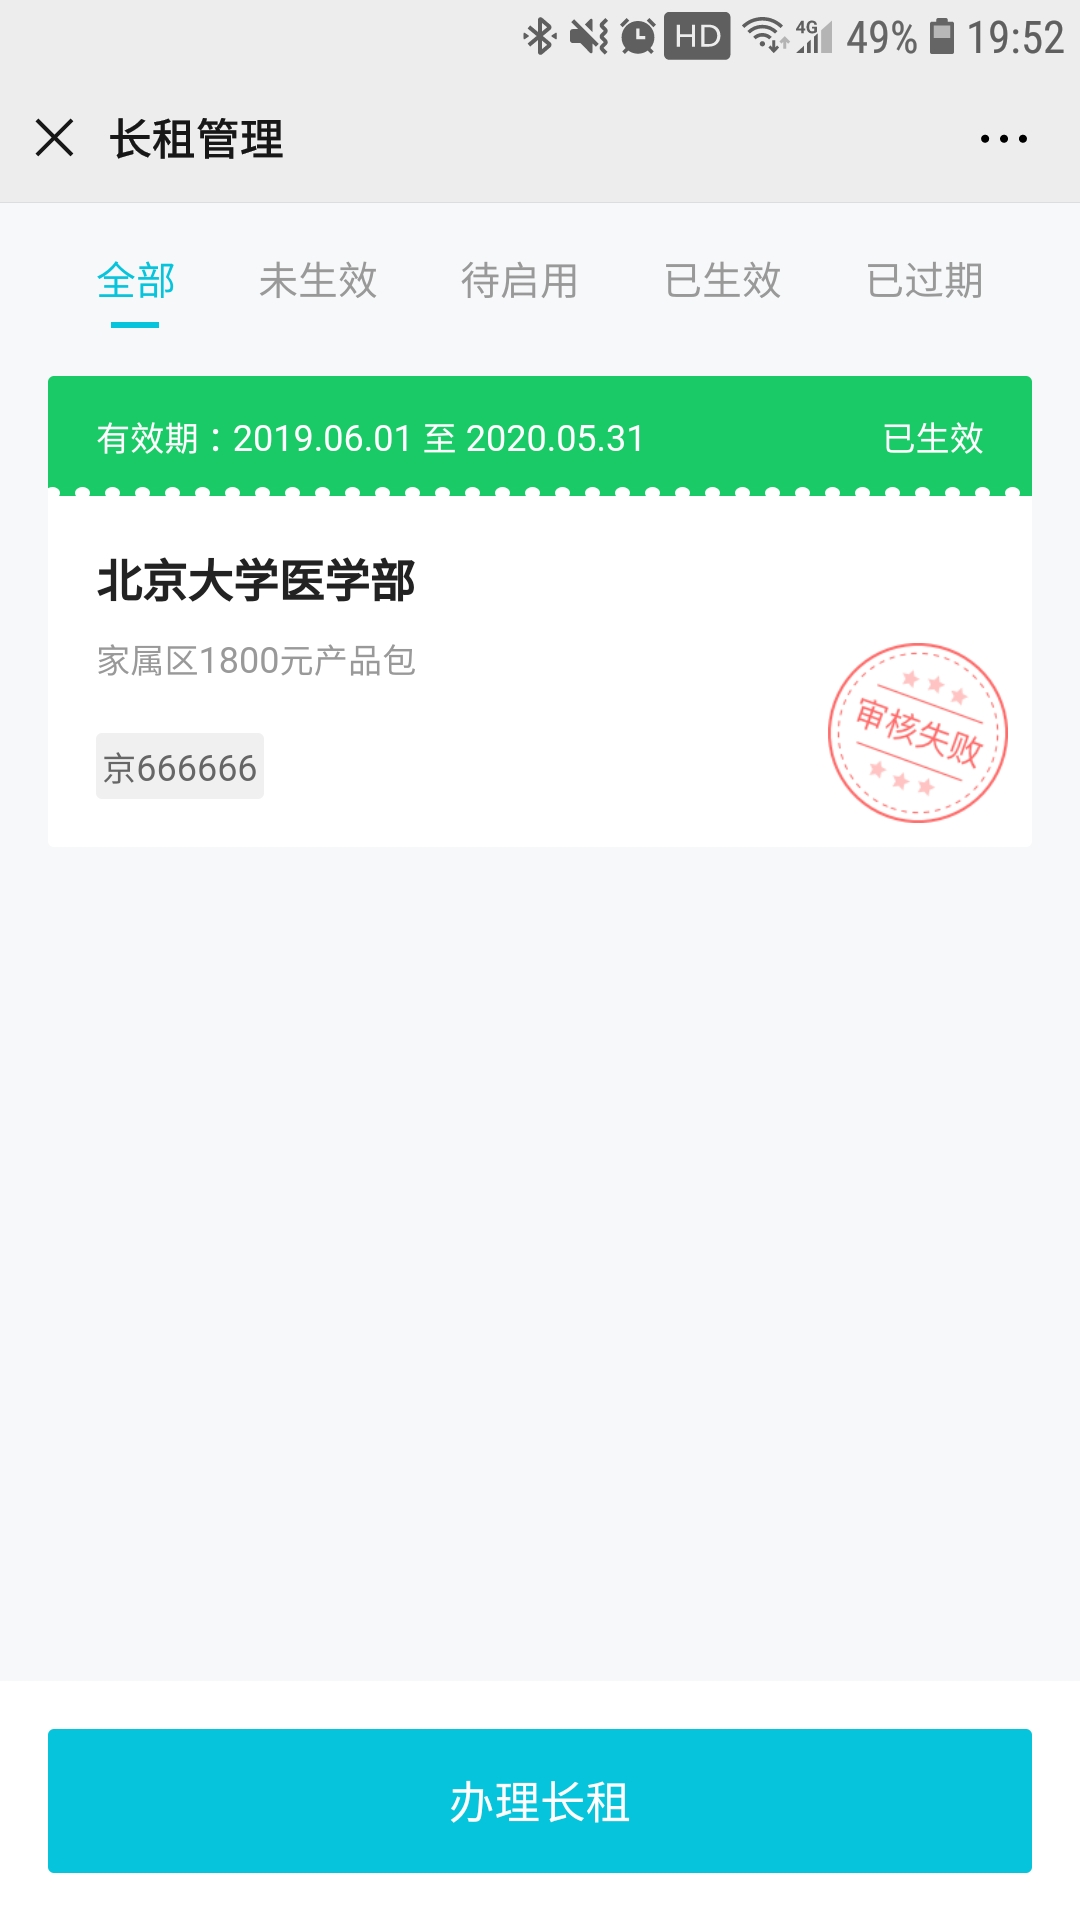 HD 4G 49% 19:52
长租管理
全部 未生效 待启用 已生效 已过期
有效期：2019.06.01 至 2020.05.31 已生效
北京大学医学部
家属区1800元产品包
审核失败
京666666
办理长租